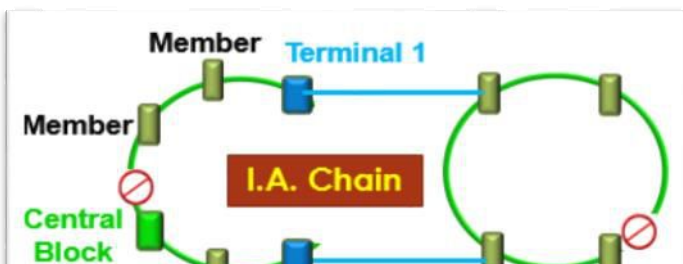 Member
Terminal 1
Member
I.A. Chain
Central
Block